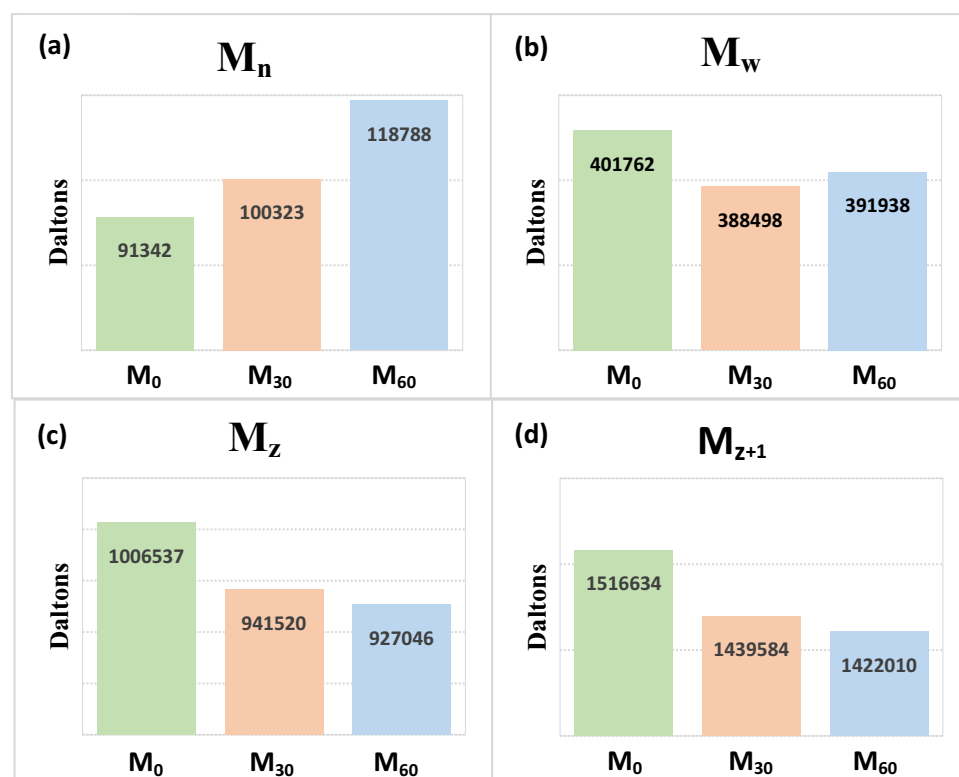 (a)
Mn
Daltons
91342
100323
118788
M0
M30
M60
(b)
Mw
Daltons
401762
388498
391938
M0
M30
M60
(c)
Mz
Daltons
1006537
941520
927046
M0
M30
M60
(d)
Mz+1
Daltons
1516634
1439584
1422010
M0
M30
M60